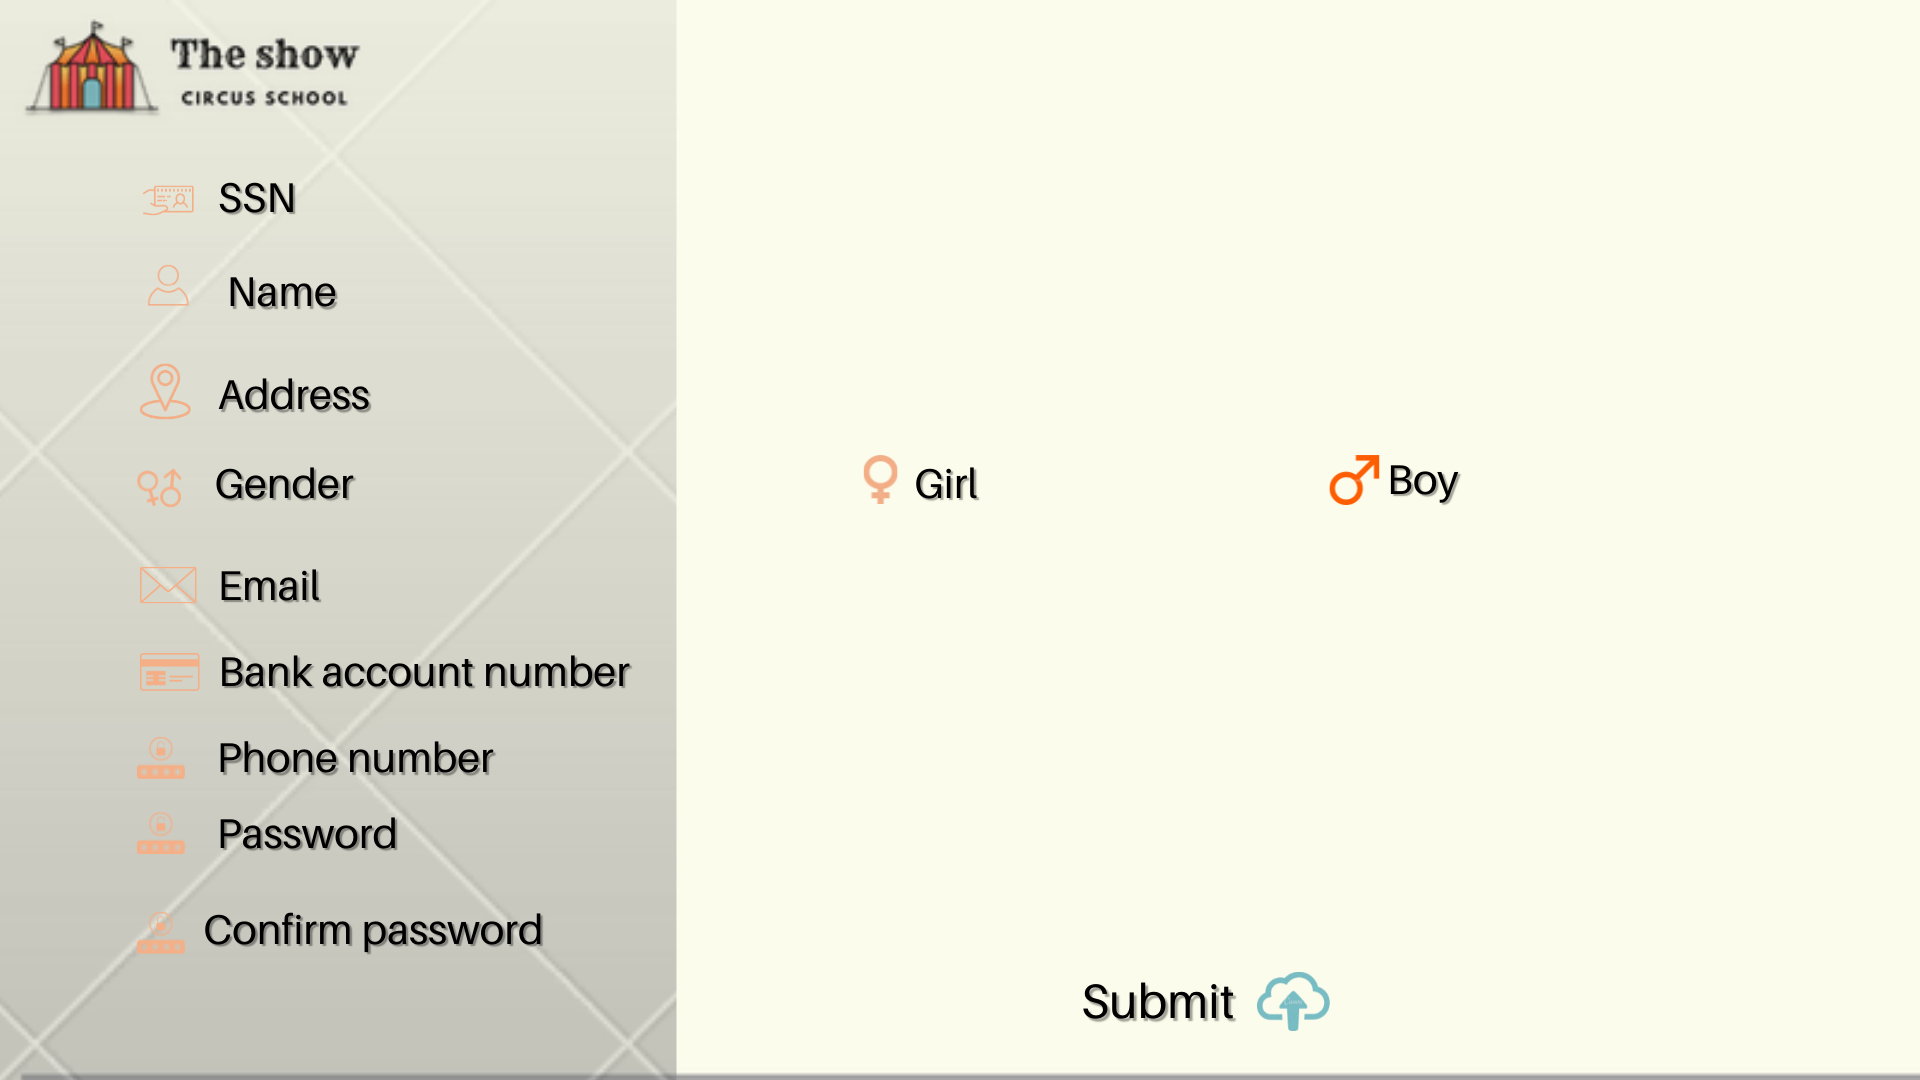 The show
CIRCUS SCHOOL
SSN
Name
Address
Gender
Girl
Boy
Email
Bank account number
Phone number
Password
Confirm password
Submit